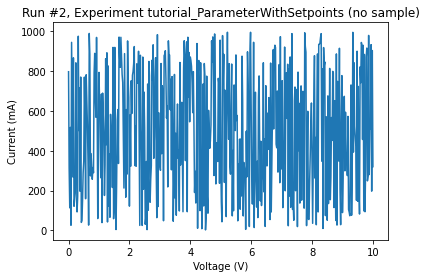 Run #2, Experiment tutorial_ParameterWithSetpoints (no sample)
1000
800
600
400
200
0
Current (mA)
0 2 4 6 8 10
Voltage (V)